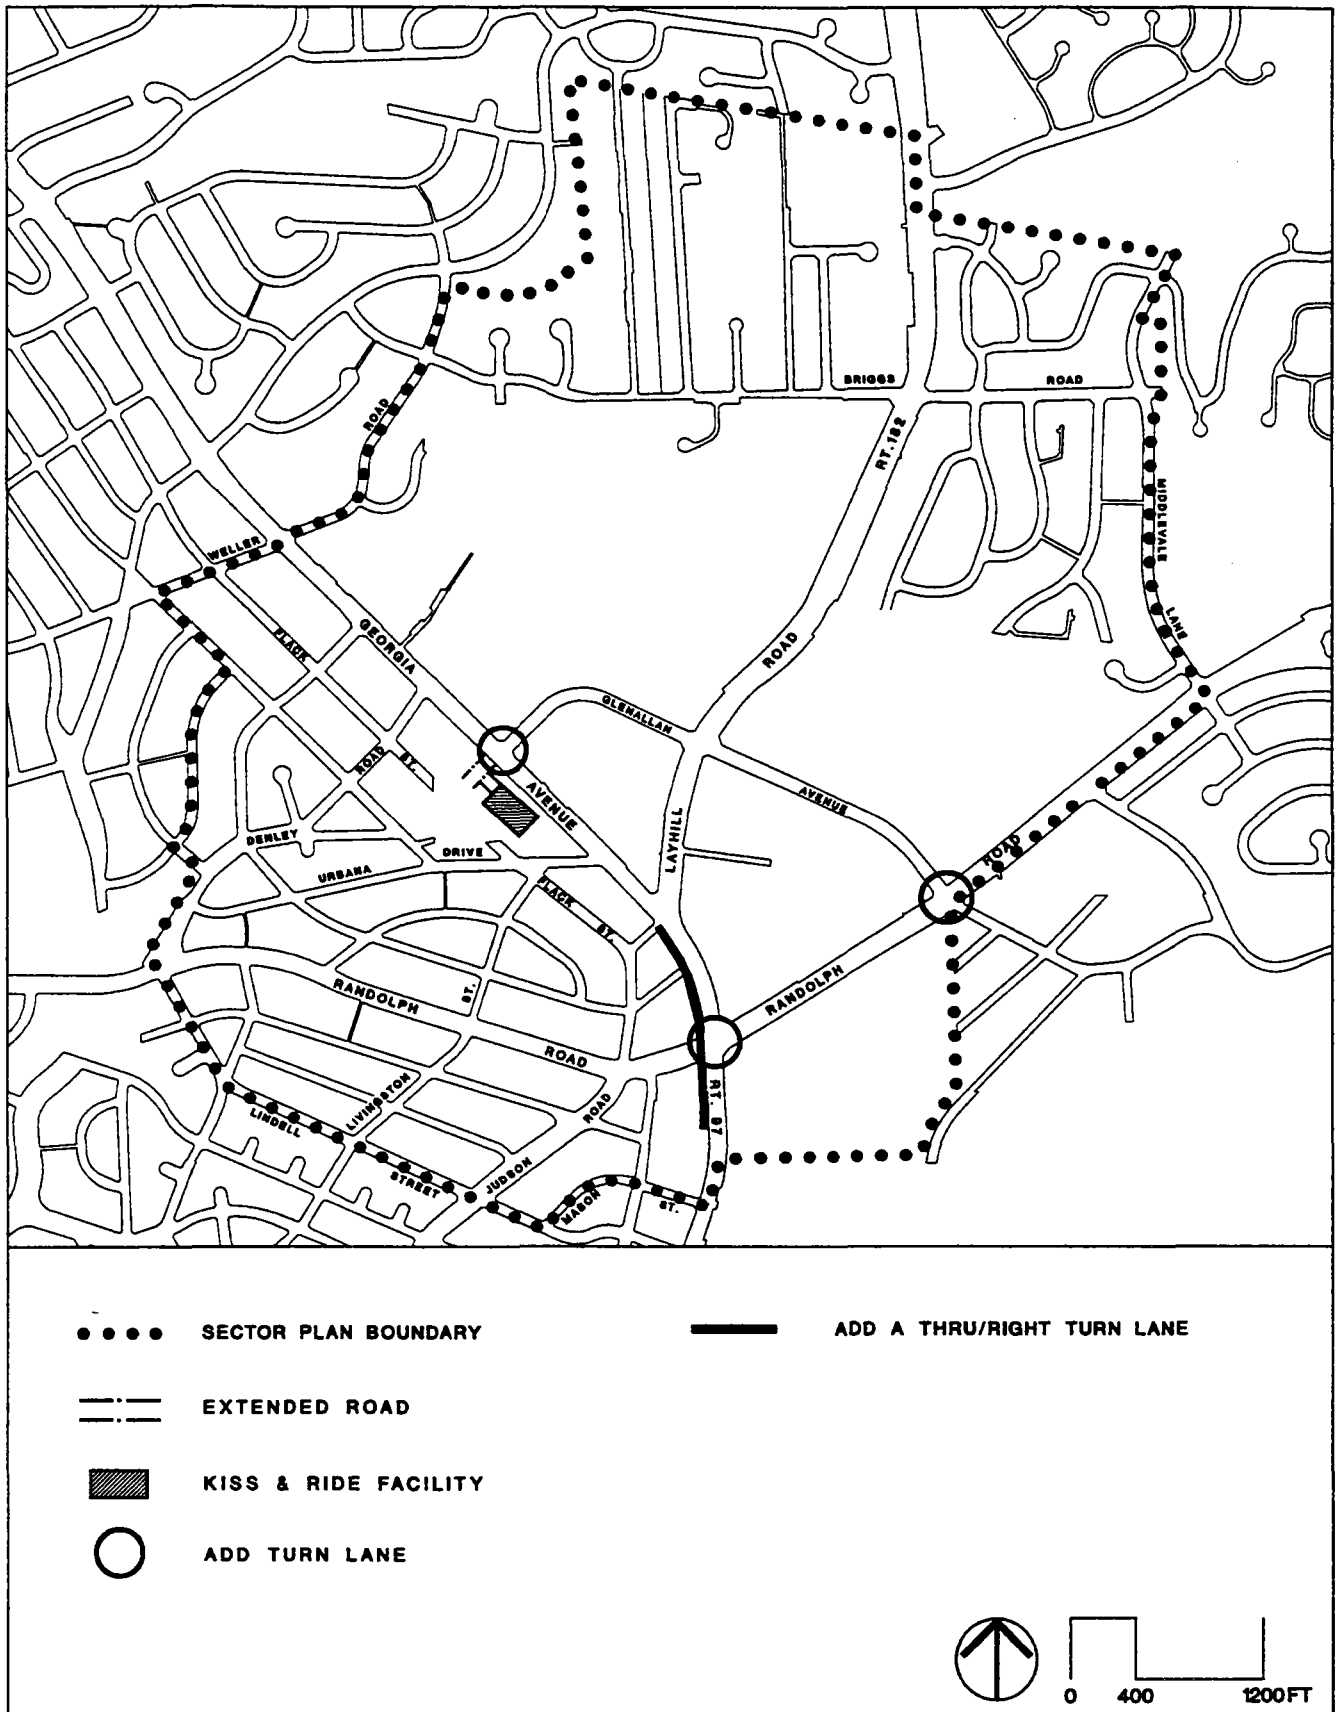 BRIGGS ROAD
RT. 182
ROAD
WELLER
MIDDLEVALE
LANE
FLACK
GEORGIA
ROAD
GLENALLAN
ROAD ST.
AVENUE
AVENUE
LAYHILL
ROAD
DENLEY
DRIVE
URBANA
FLACK
ST.
RANDOLPH
RANDOLPH
ST.
ROAD
RT. 97
LIVINGSTON
ROAD
LINDELL
STREET
JUDSON
MASON
ST.
SECTOR PLAN BOUNDARY
ADD A THRU/RIGHT TURN LANE
EXTENDED ROAD
KISS & RIDE FACILITY
ADD TURN LANE
0 400 1200 FT